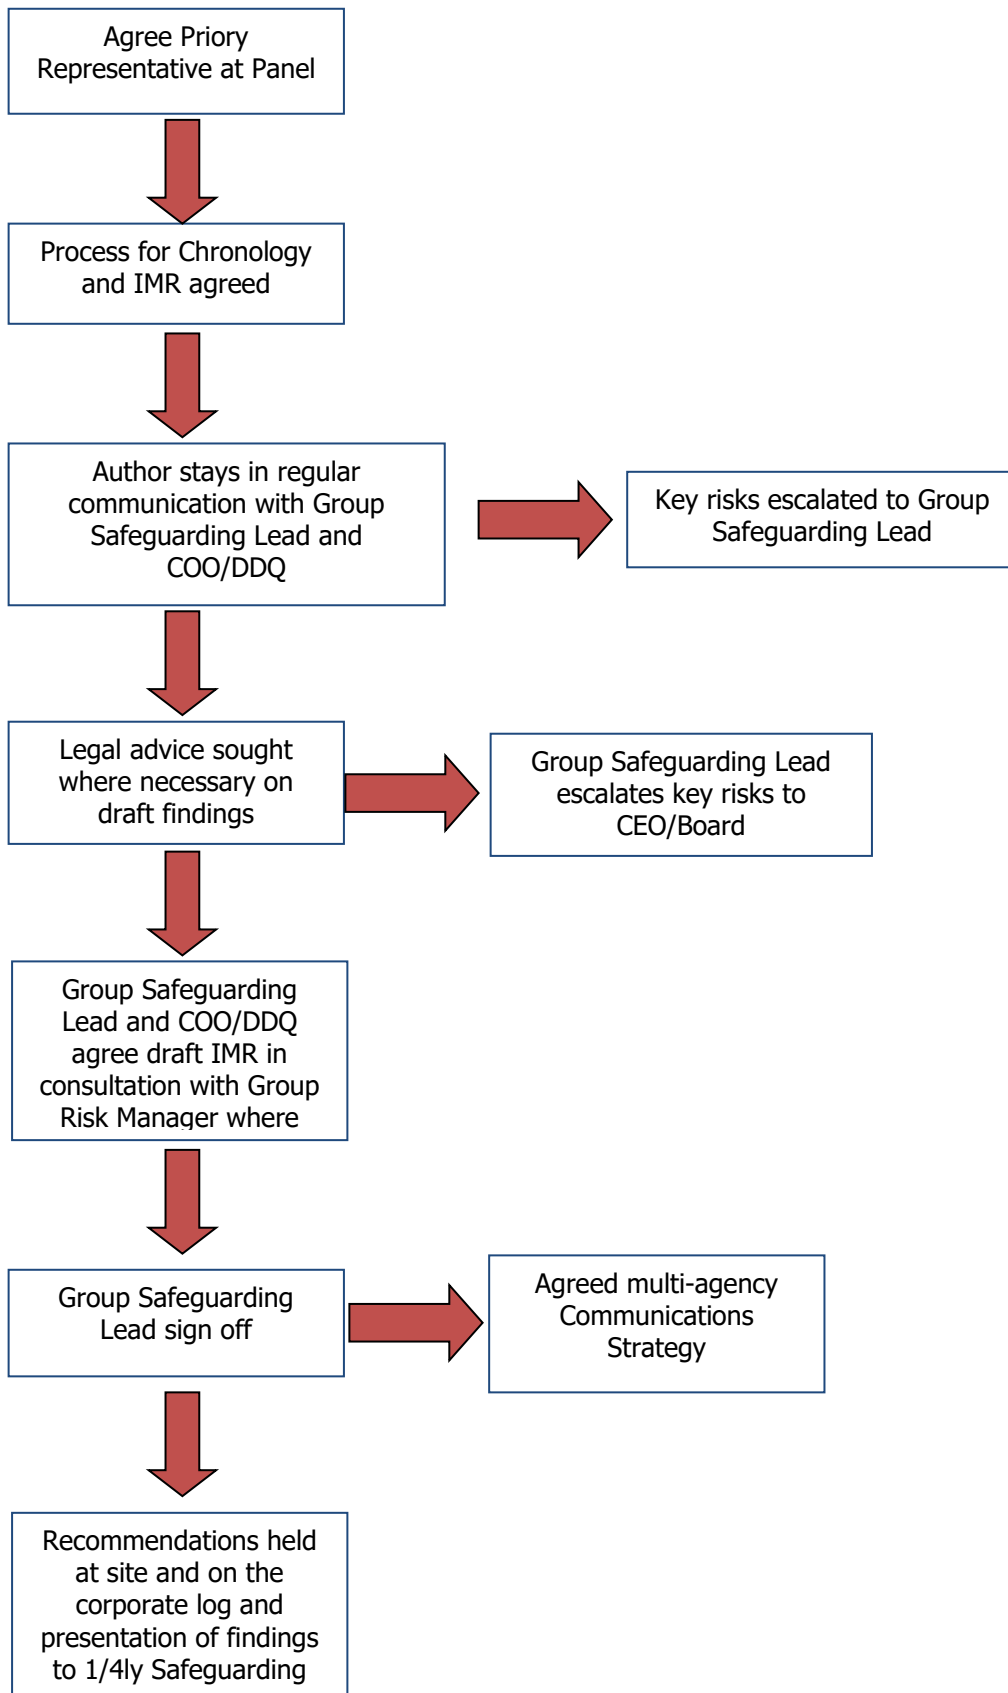 Agree Priory
Representative at Panel
Process for Chronology
and IMR agreed
Author stays in regular
communication with Group
Safeguarding Lead and
COO/DDQ
Key risks escalated to Group
Safeguarding Lead
Legal advice sought
where necessary on
draft findings
Group Safeguarding Lead
escalates key risks to
CEO/Board
Group Safeguarding
Lead and COO/DDQ
agree draft IMR in
consultation with Group
Risk Manager where
Group Safeguarding
Lead sign off
Agreed multi-agency
Communications
Strategy
Recommendations held
at site and on the
corporate log and
presentation of findings
to 1/4ly Safeguarding